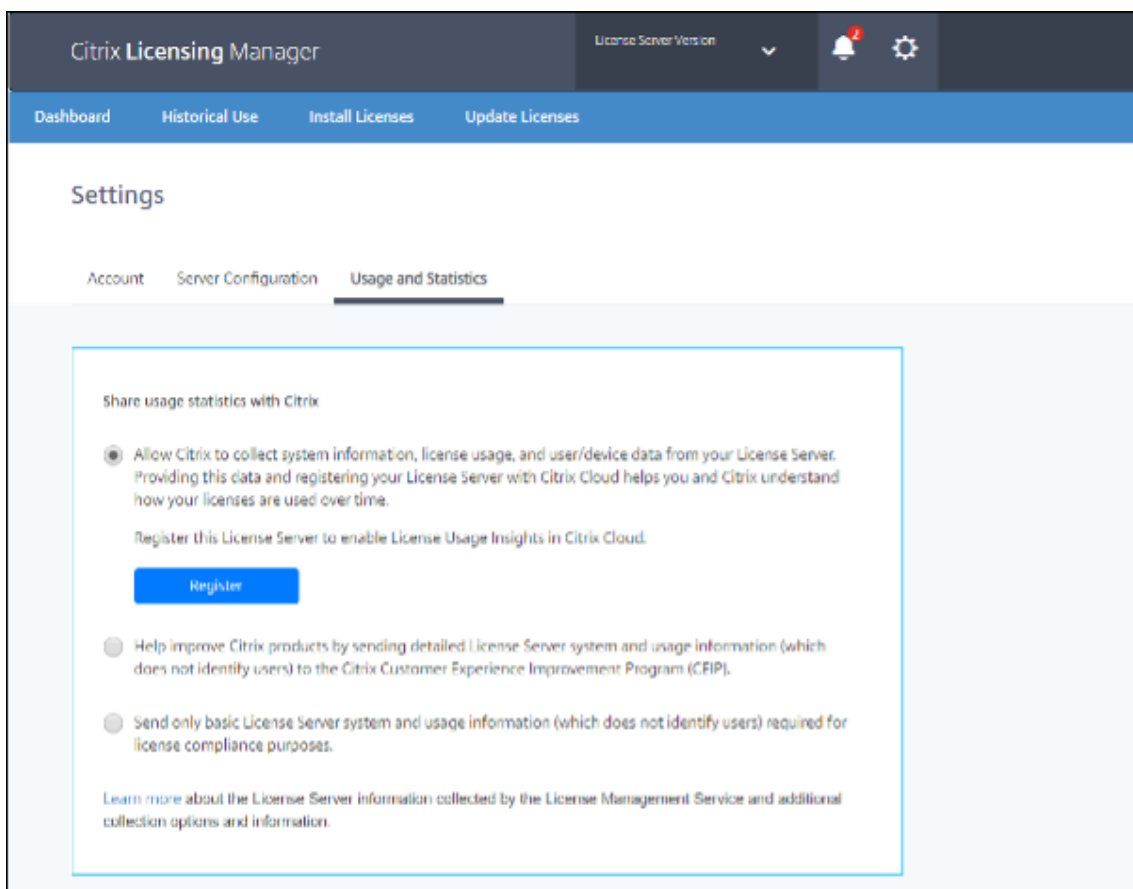 Citrix Licensing Manager
License Server Version
2
Dashboard Historical Use Install Licenses Update Licenses
Settings
Account Server Configuration Usage and Statistics
Share usage statistics with Citrix
Allow Citrix to collect system information, license usage, and user/device data from your License Server.
Providing this data and registering your License Server with Citrix Cloud helps you and Citrix understand
how your licenses are used over time.
Register this License Server to enable License Usage Insights in Citrix Cloud.
Register
Help improve Citrix products by sending detailed License Server system and usage information (which
does not identify users) to the Citrix Customer Experience Improvement Program (CEIP).
Send only basic License Server system and usage information (which does not identify users) required for
license compliance purposes.
Learn more about the License Server information collected by the License Management Service and additional
collection options and information.